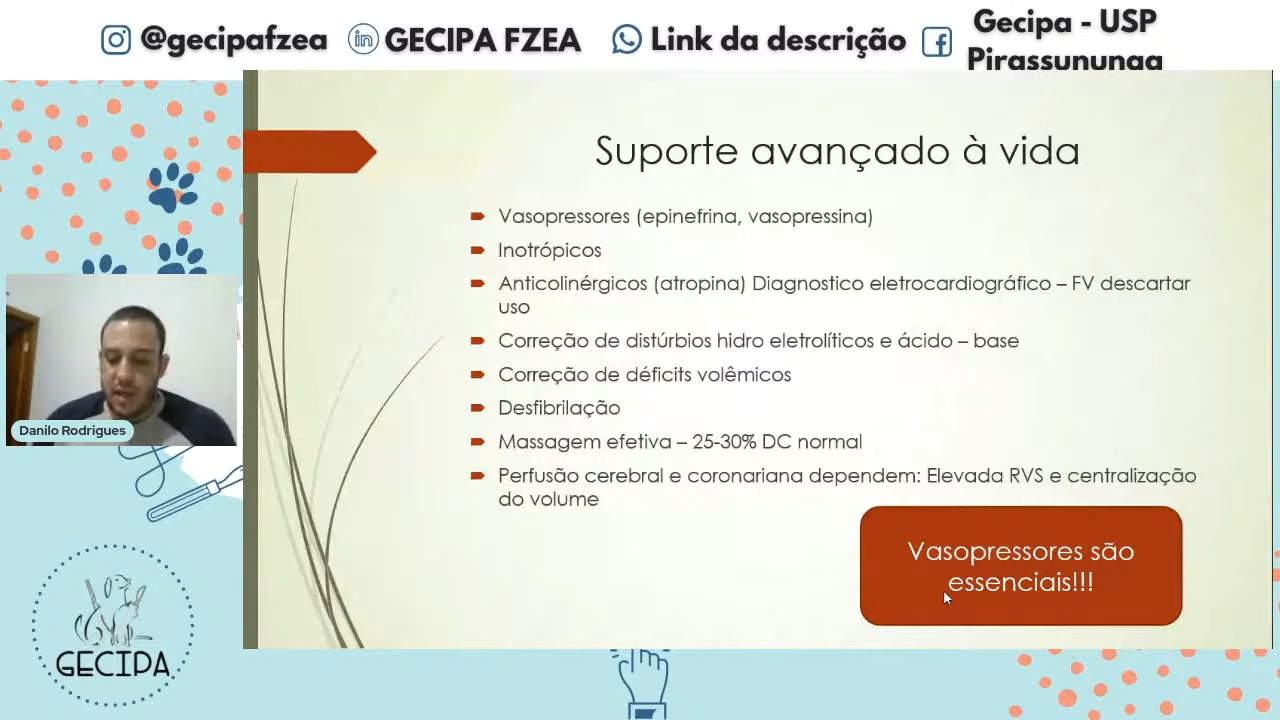 @gecipafzea
GECIPA FZEA
Link da descrição
Gecipa - USP
Pirassununga
Suporte avançado à vida
Vasopressores (epinefrina, vasopressina)
Inotrópicos
Anticolinérgicos (atropina) Diagnostico eletrocardiográfico – FV descartar
uso
Correção de distúrbios hidro eletrolíticos e ácido – base
Correção de déficits volêmicos
Desfibrilação
Massagem efetiva – 25-30% DC normal
Perfusão cerebral e coronariana dependem: Elevada RVS e centralização
do volume
Vasopressores são
essenciais!!!
Danilo Rodrigues
GECIPA